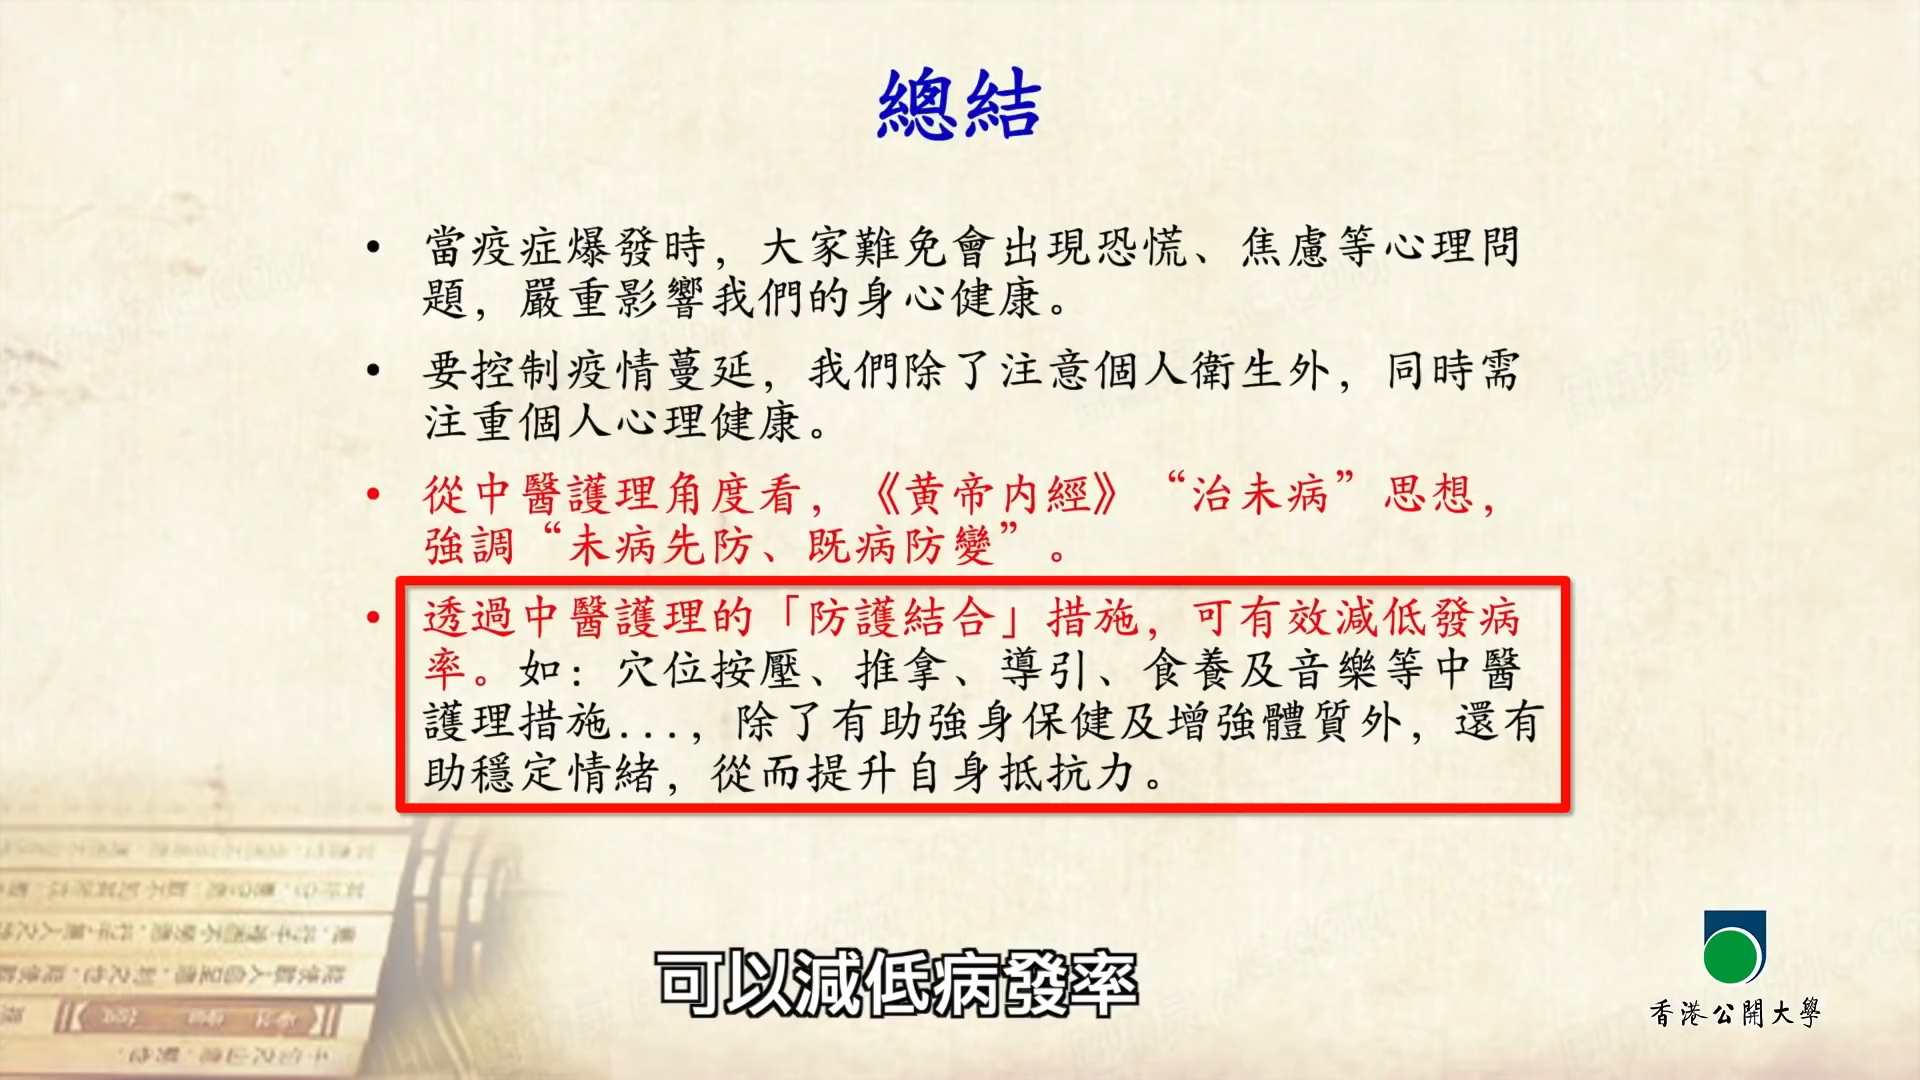 總結
• 當疫症爆發時，大家難免會出現恐慌、焦慮等心理問
題，嚴重影響我們的身心健康。
• 要控制疫情蔓延，我們除了注意個人衛生外，同時需
注重個人心理健康。
• 從中醫護理角度看，《黄帝内經》“治未病”思想，
強調“未病先防、既病防變”。
• 透過中醫護理的「防護結合」措施，可有效減低發病
率。如：穴位按壓、推拿、導引、食養及音樂等中醫
護理措施...，除了有助強身保健及增強體質外，還有
助穩定情緒，從而提升自身抵抗力。
可以減低病發率
香港公開大學